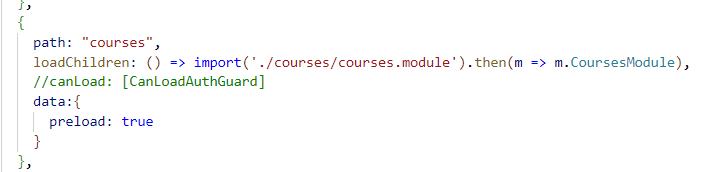 },
{
path: "courses",
loadChildren: () => import('./courses/courses.module').then(m => m.CoursesModule),
//canLoad: [CanLoadAuthGuard]
data:{
preload: true
}
},